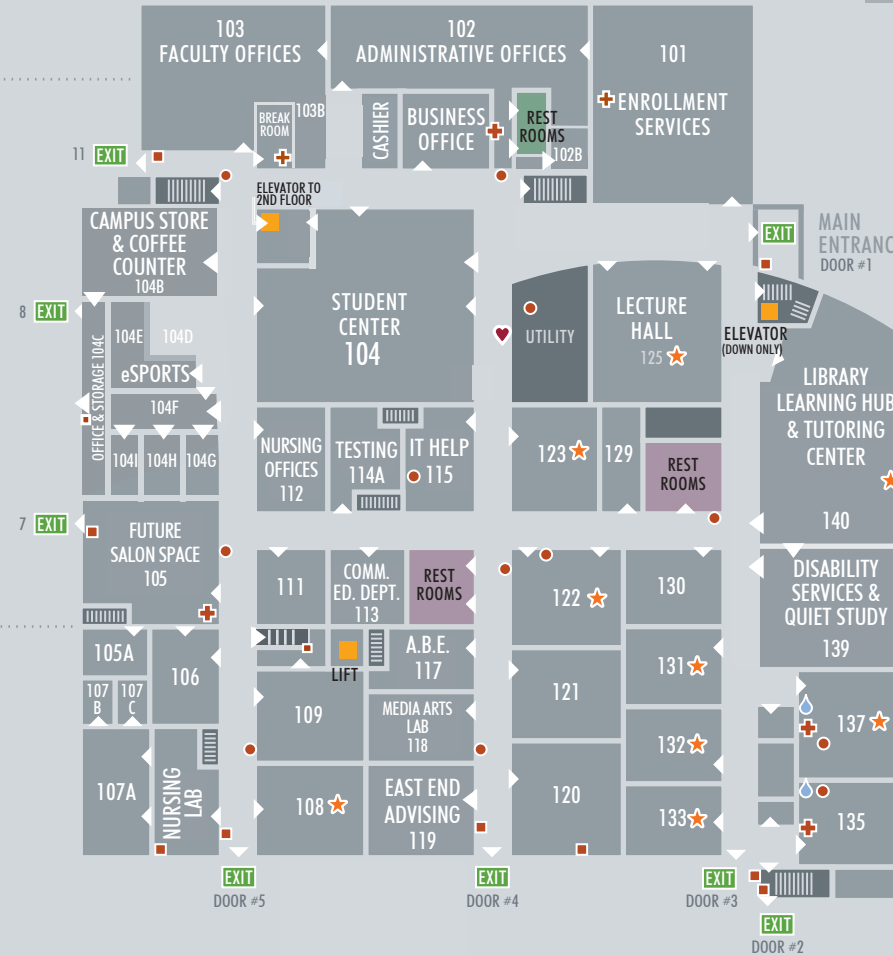 103
FACULTY OFFICES
102
ADMINISTRATIVE OFFICES
101
ENROLLMENT
SERVICES
BREAK
ROOM
103B
CASHIER
BUSINESS
OFFICE
REST
ROOMS
102B
11 EXIT
ELEVATOR TO
2ND FLOOR
CAMPUS STORE
& COFFEE
COUNTER
104B
EXIT
MAIN
ENTRANC
DOOR #1
8 EXIT
STUDENT
CENTER
104
UTILITY
LECTURE
HALL
125
ELEVATOR
(DOWN ONLY)
OFFICE & STORAGE 104C
104E
104D
eSPORTS
104F
104I
104H
104G
LIBRARY
LEARNING HUB
& TUTORING
CENTER
140
NURSING
OFFICES
112
TESTING
114A
IT HELP
115
123
129
REST
ROOMS
7 EXIT
FUTURE
SALON SPACE
105
111
COMM.
ED. DEPT.
113
REST
ROOMS
122
130
DISABILITY
SERVICES &
QUIET STUDY
139
105A
106
107
B
107
C
LIFT
A.B.E.
117
121
131
109
MEDIA ARTS
LAB
118
132
137
107A
NURSING
LAB
108
EAST END
ADVISING
119
120
133
135
EXIT
DOOR #5
EXIT
DOOR #4
EXIT
DOOR #3
EXIT
DOOR #2